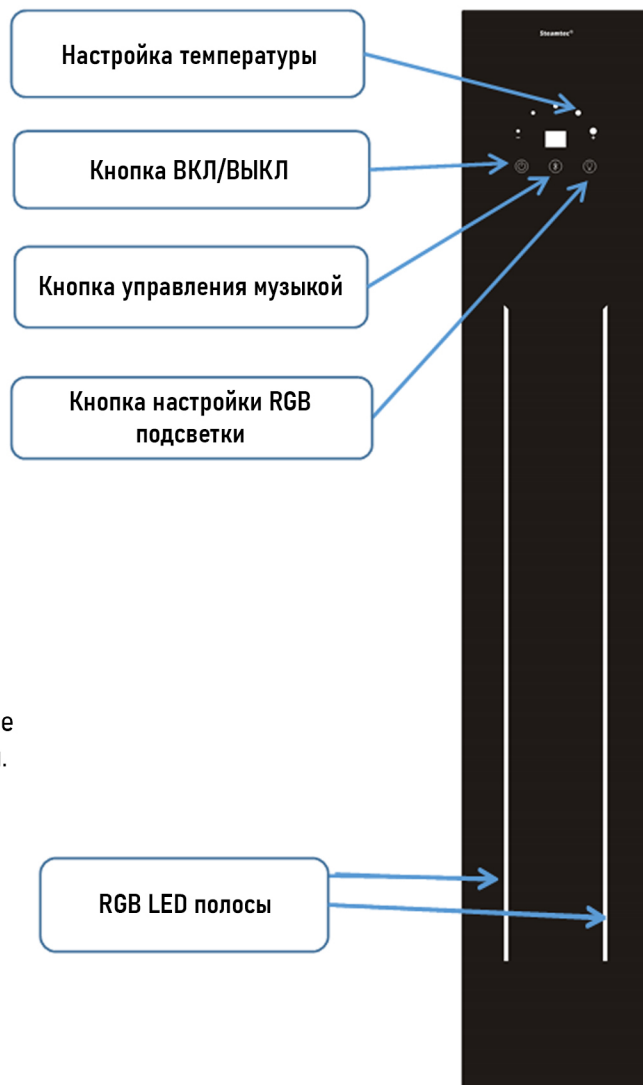 Steamtec®
Настройка температуры
Кнопка ВКЛ/ВЫКЛ
Кнопка управления музыкой
Кнопка настройки RGB
подсветки
е
RGB LED полосы